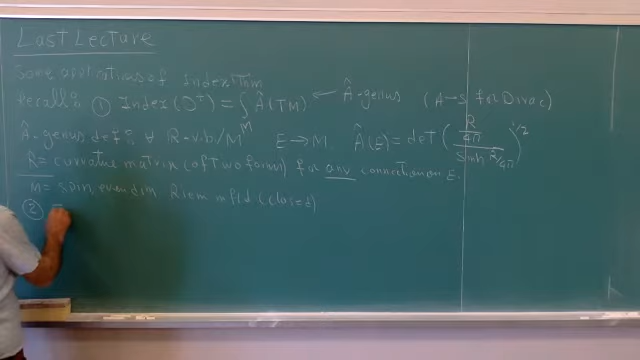 Last Lecture
Some applications of Index Thm
Recall: ① Index(D⁺) = ∫_M Â(TM) ← Â-genus (A-S for Dirac)
Â-genus def: ∀ R-v.b/M E → M, Â(E) = det((R/4π)/(sinh R/4π))^{1/2}
R = curvature matrix (of two forms) for any connection on E.
M = spin even dim Riem mfld (closed)
②